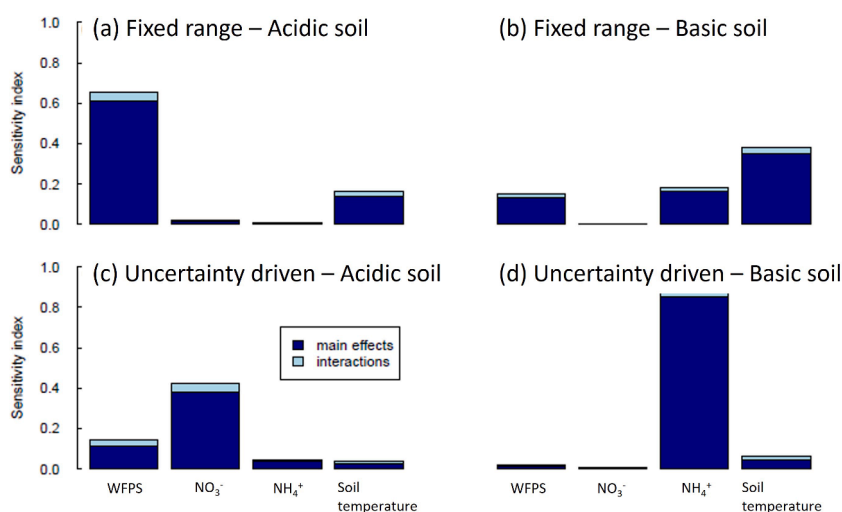 (a) Fixed range – Acidic soil
(b) Fixed range – Basic soil
Sensitivity index
1.0
0.8
0.6
0.4
0.2
0.0
(c) Uncertainty driven – Acidic soil
(d) Uncertainty driven – Basic soil
Sensitivity index
1.0
0.8
0.6
0.4
0.2
0.0
main effects
interactions
WFPS
NO₃⁻
NH₄⁺
Soil
temperature
WFPS
NO₃⁻
NH₄⁺
Soil
temperature